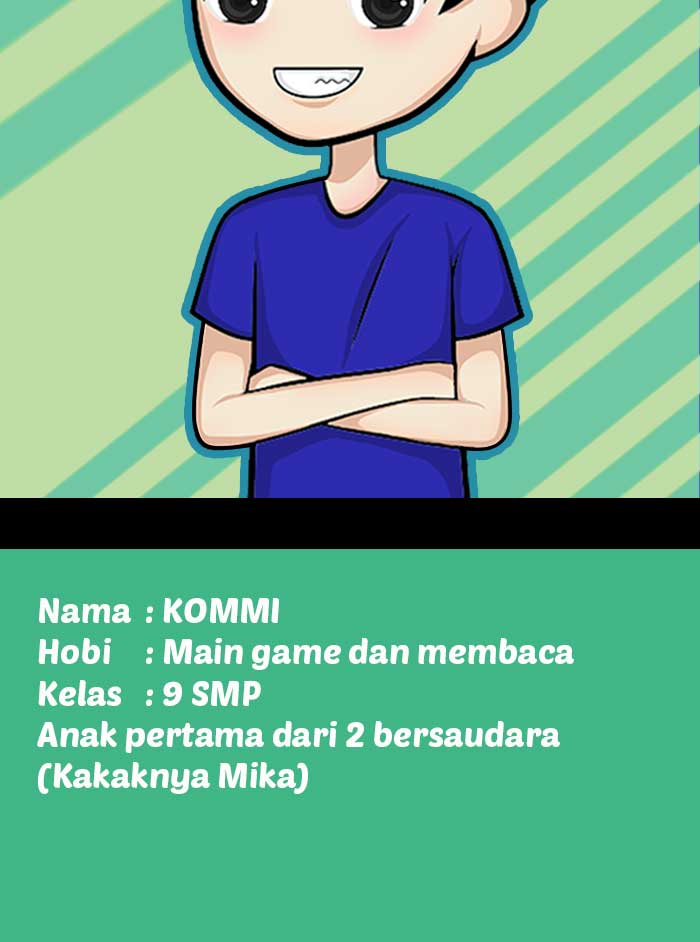 Nama : KOMMI
Hobi : Main game dan membaca
Kelas : 9 SMP
Anak pertama dari 2 bersaudara
(Kakaknya Mika)